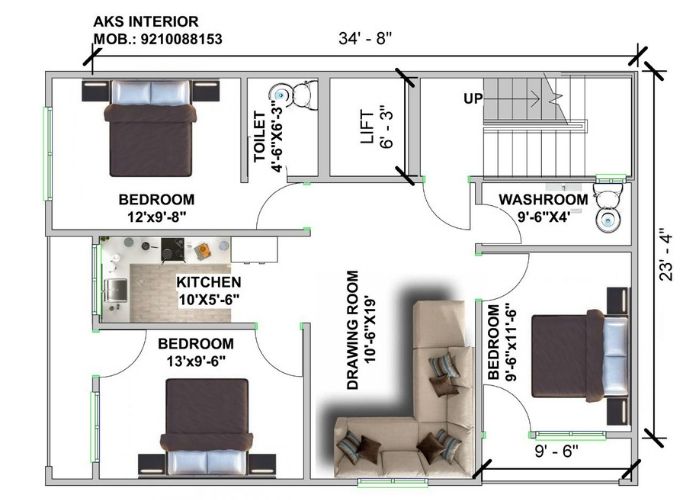 AKS INTERIOR
MOB.: 9210088153
34' - 8"
UP
TOILET
4'-6"X6'-3"
LIFT
6' - 3"
BEDROOM
12'x9'-8"
WASHROOM
9'-6"X4'
23' - 4"
KITCHEN
10'X5'-6"
DRAWING ROOM
10'-6"X19'
BEDROOM
9'-6"x11'-6"
BEDROOM
13'x9'-6"
9' - 6"